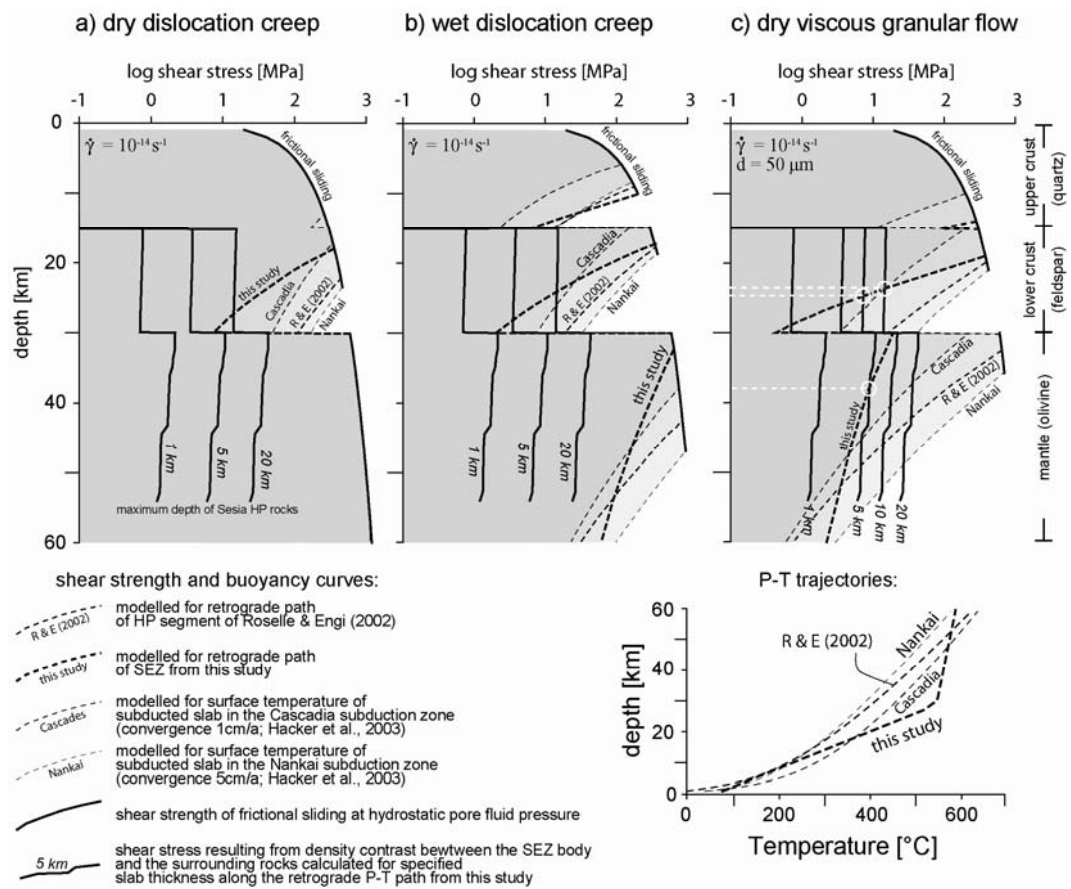 a) dry dislocation creep
b) wet dislocation creep
c) dry viscous granular flow
log shear stress [MPa]
log shear stress [MPa]
log shear stress [MPa]
-1 0 1 2 3
-1 0 1 2 3
-1 0 1 2 3
0
20
40
60
depth [km]
γ̇ = 10⁻¹⁴s⁻¹
frictional sliding
this study
Cascadia
R & E (2002)
Nankai
1 km
5 km
20 km
maximum depth of Sesia HP rocks
γ̇ = 10⁻¹⁴s⁻¹
frictional sliding
Cascadia
this study
R & E (2002)
Nankai
this study
1 km
5 km
20 km
γ̇ = 10⁻¹⁴s⁻¹
d = 50 μm
frictional sliding
Cascadia
R & E (2002)
Nankai
this study
1 km
5 km
10 km
20 km
upper crust
(quartz)
lower crust
(feldspar)
mantle (olivine)
shear strength and buoyancy curves:
R & E (2002)
modelled for retrograde path
of HP segment of Roselle & Engi (2002)
this study
modelled for retrograde path
of SEZ from this study
Cascades
modelled for surface temperature of
subducted slab in the Cascadia subduction zone
(convergence 1cm/a; Hacker et al., 2003)
Nankai
modelled for surface temperature of
subducted slab in the Nankai subduction zone
(convergence 5cm/a; Hacker et al., 2003)
shear strength of frictional sliding at hydrostatic pore fluid pressure
5 km
shear stress resulting from density contrast bewtween the SEZ body
and the surrounding rocks calculated for specified
slab thickness along the retrograde P-T path from this study
P-T trajectories:
60
40
20
0
depth [km]
R & E (2002)
Nankai
Cascadia
this study
200 400 600
Temperature [°C]